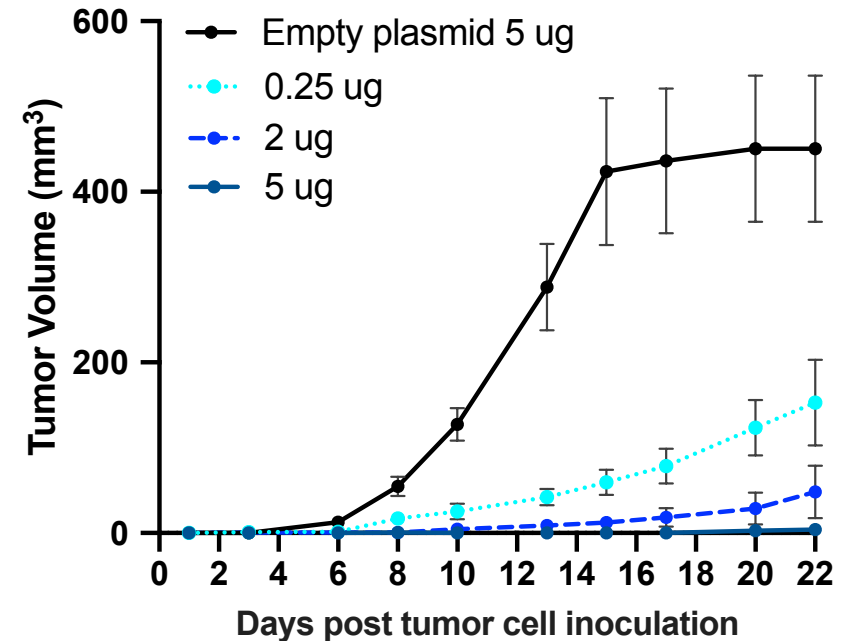 Empty plasmid 5 ug
0.25 ug
2 ug
5 ug
Tumor Volume (mm³)
600
400
200
0
0 2 4 6 8 10 12 14 16 18 20 22
Days post tumor cell inoculation